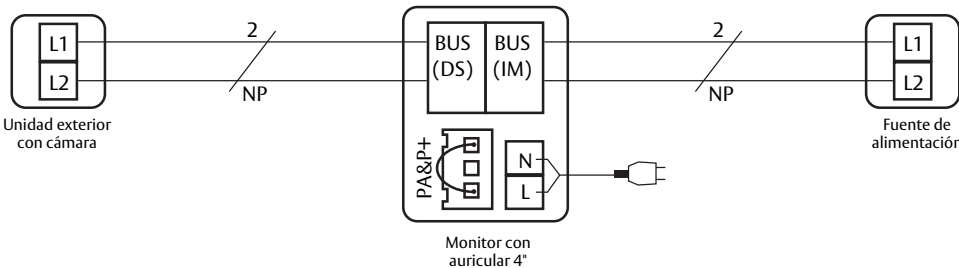 L1
L2
Unidad exterior
con cámara
2
NP
BUS
(DS)
BUS
(IM)
PA&P+
N
L
Monitor con
auricular 4"
2
NP
L1
L2
Fuente de
alimentación